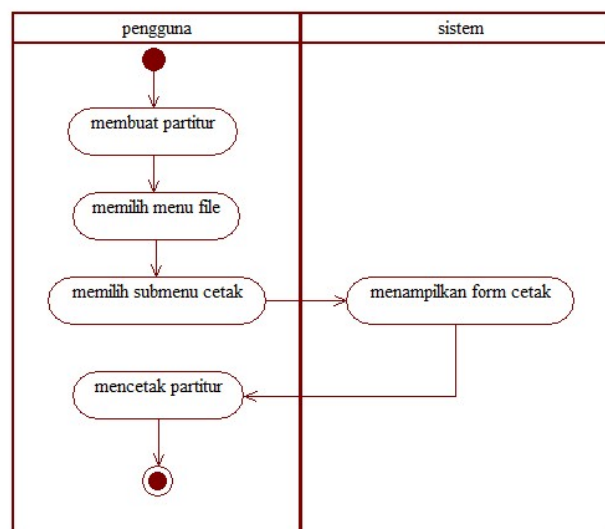 pengguna
sistem
membuat partitur
memilih menu file
memilih submenu cetak
menampilkan form cetak
mencetak partitur